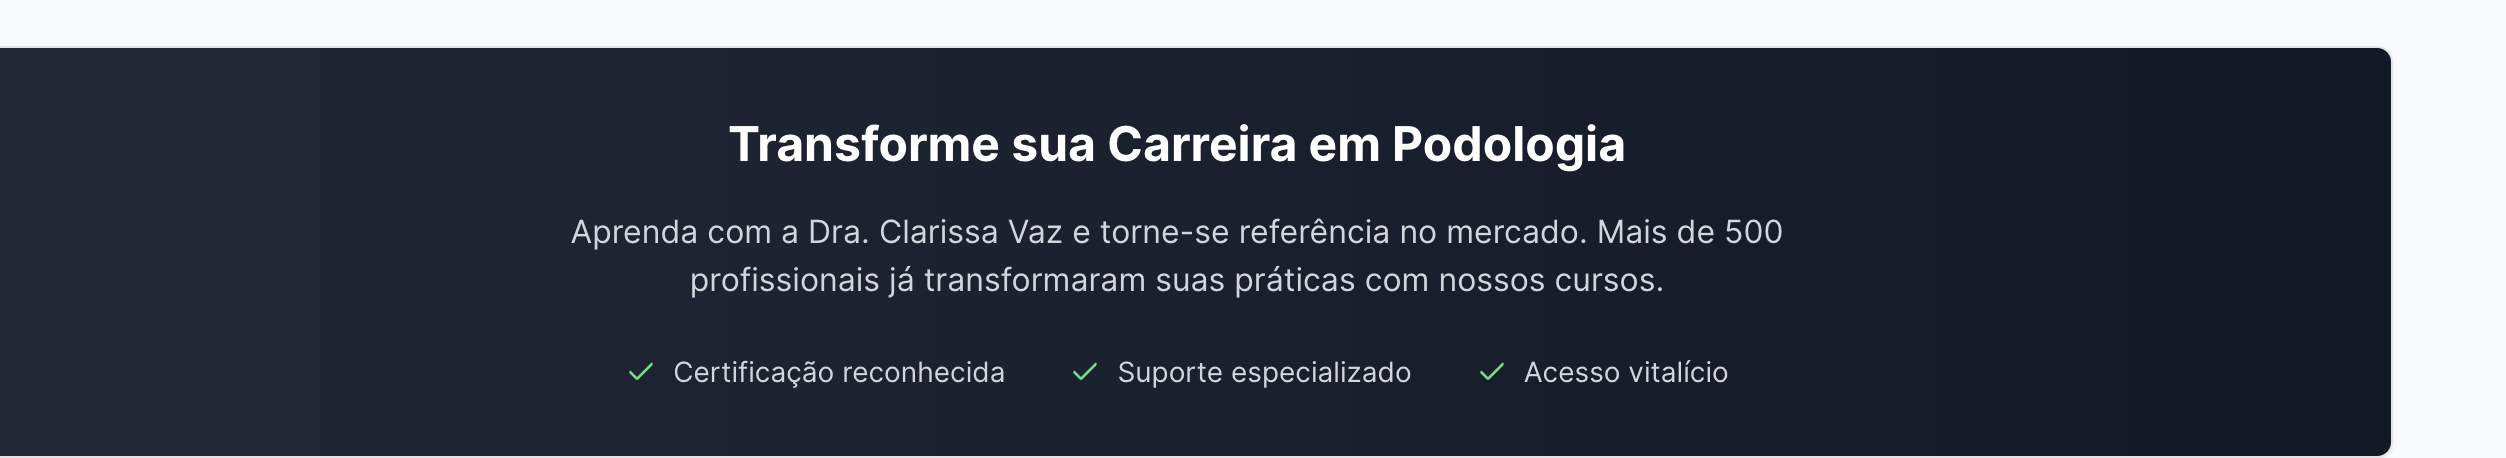 Transforme sua Carreira em Podologia
Aprenda com a Dra. Clarissa Vaz e torne-se referência no mercado. Mais de 500
profissionais já transformaram suas práticas com nossos cursos.
Certificação reconhecida Suporte especializado Acesso vitalício